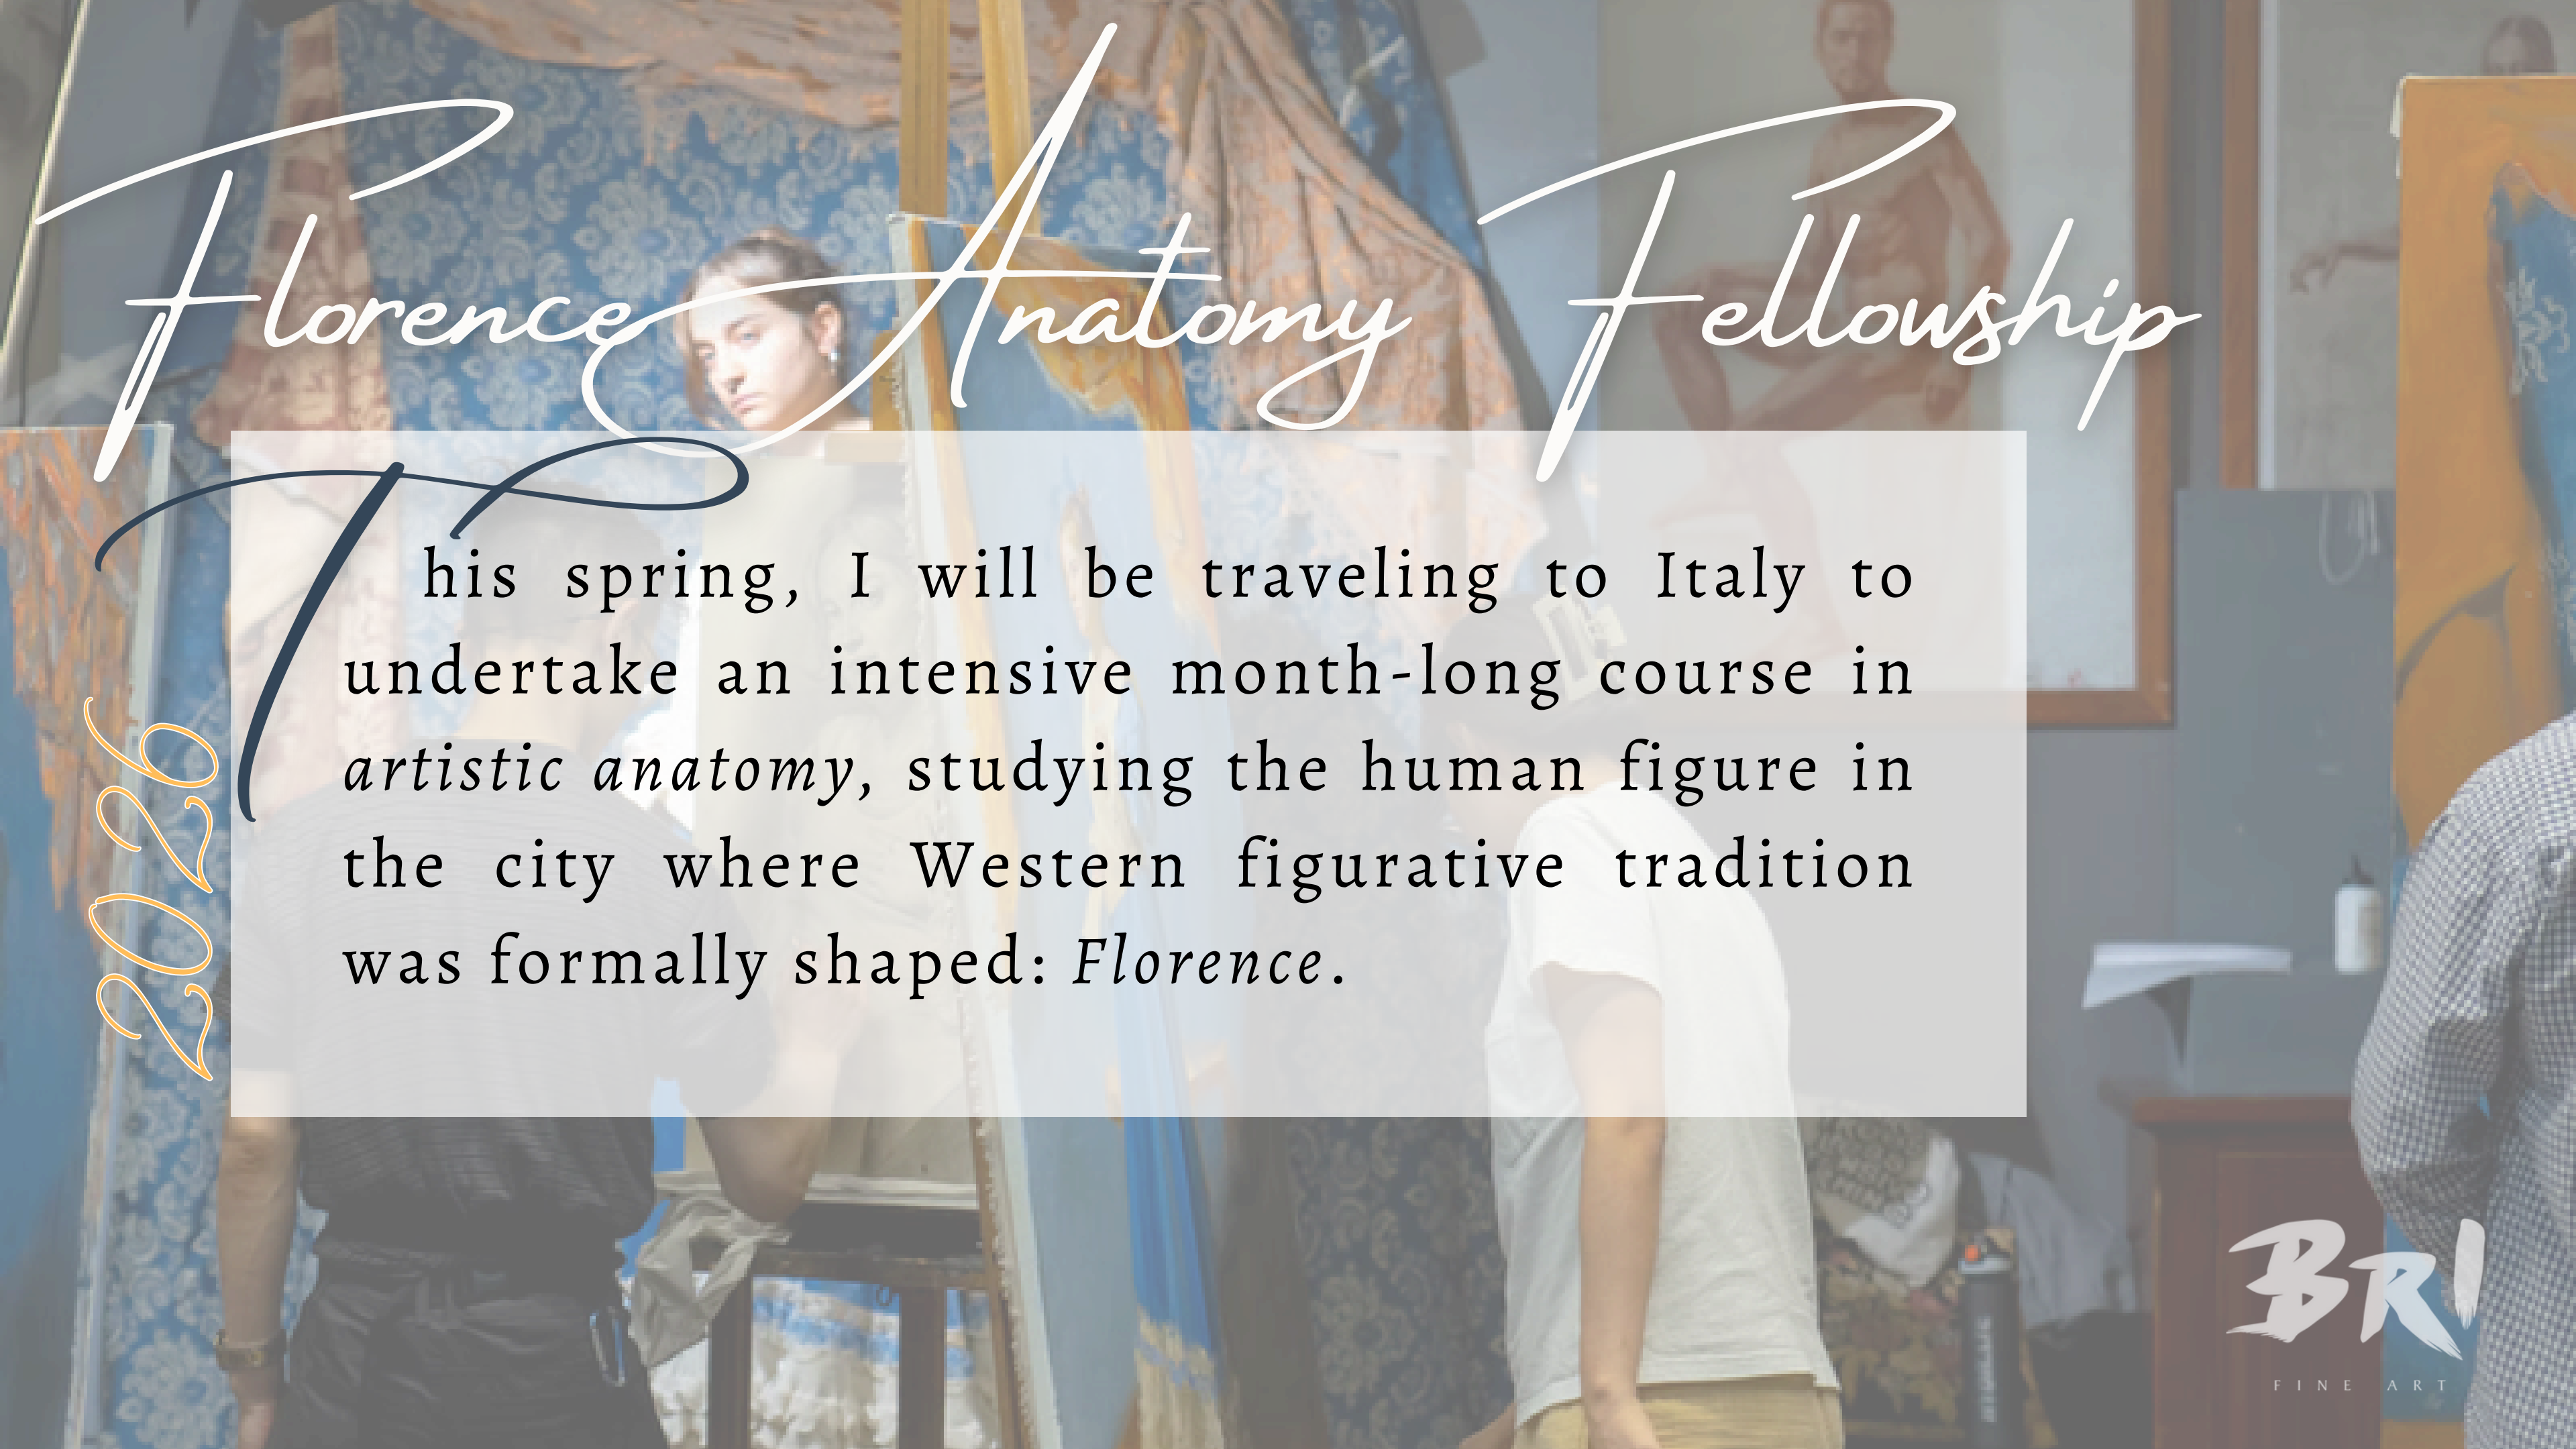 Florence Anatomy Fellowship
This spring, I will be traveling to Italy to
undertake an intensive month-long course in
artistic anatomy, studying the human figure in
the city where Western figurative tradition
was formally shaped: Florence.
2026
BRI
FINE ART